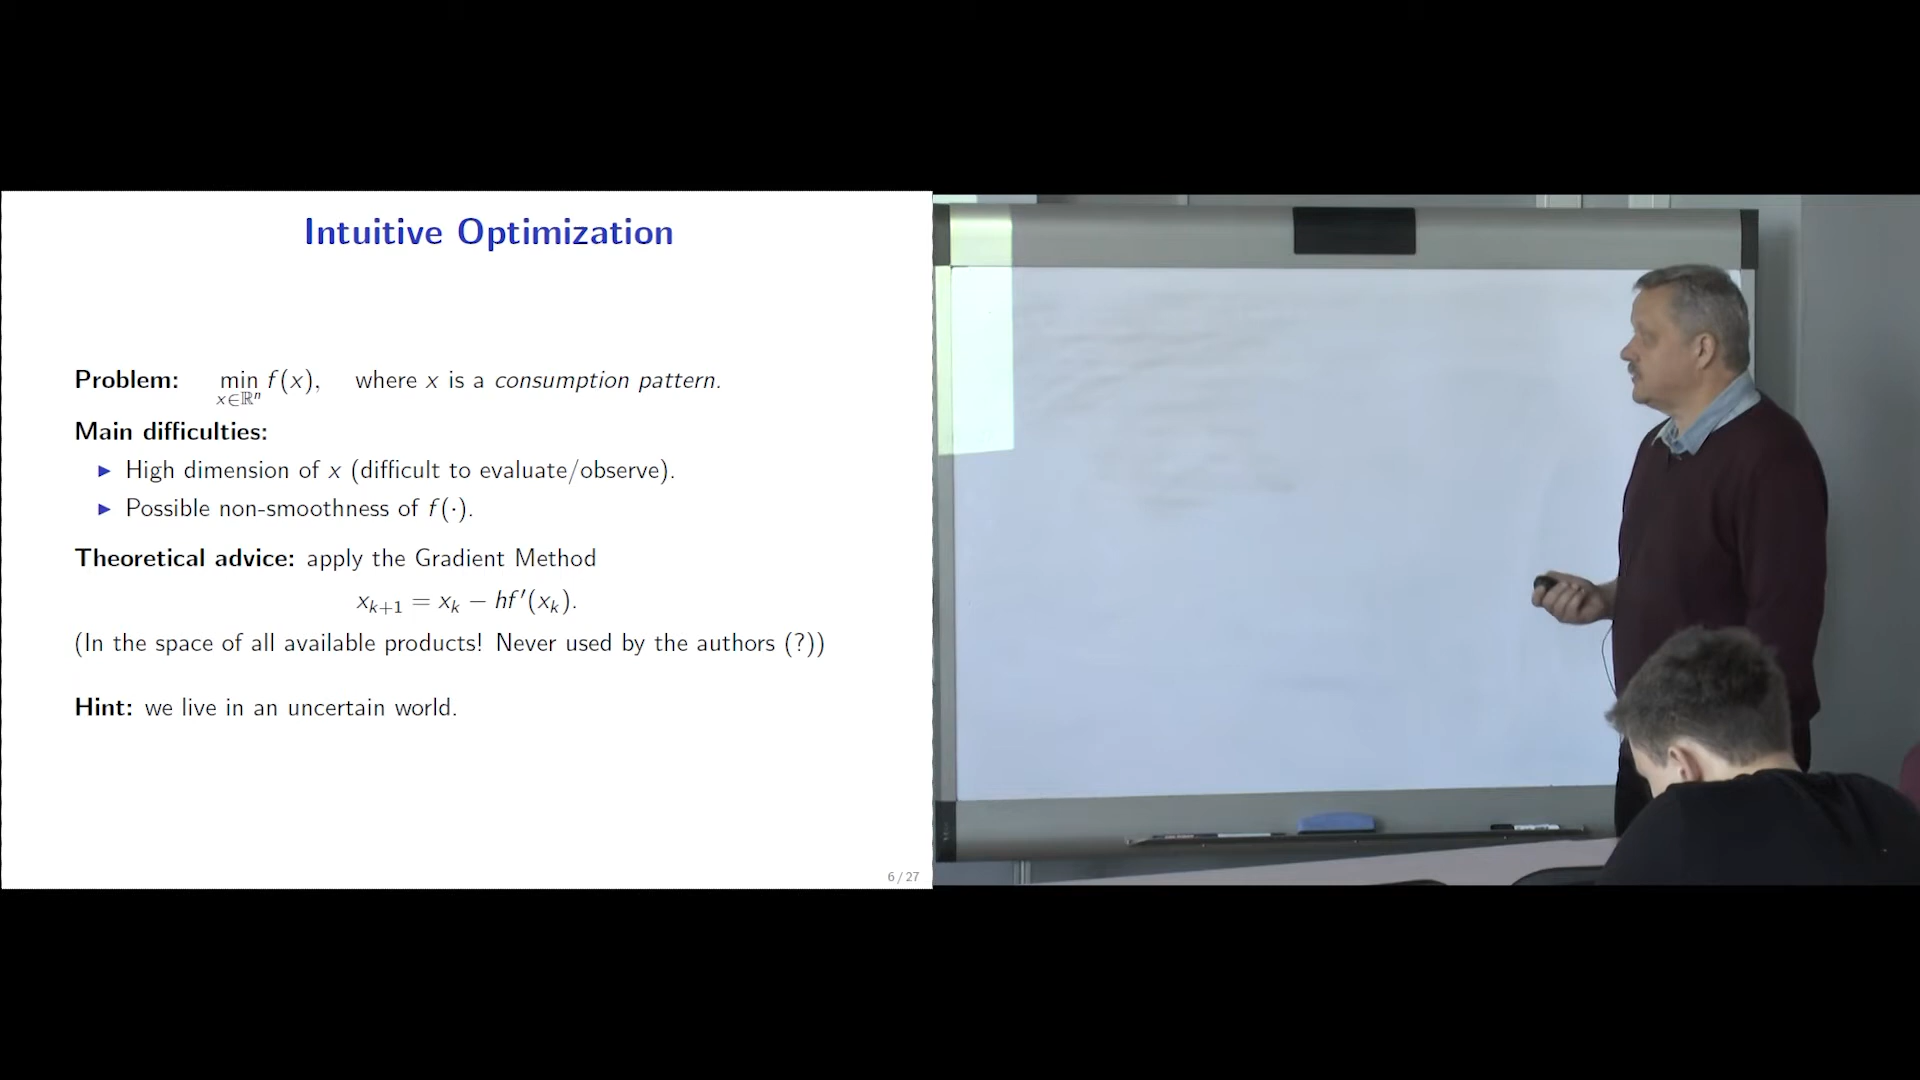 Intuitive Optimization
Problem: min f(x), where x is a consumption pattern.
x∈ℝⁿ
Main difficulties:
▶ High dimension of x (difficult to evaluate/observe).
▶ Possible non-smoothness of f(·).
Theoretical advice: apply the Gradient Method
xₖ₊₁ = xₖ − hf′(xₖ).
(In the space of all available products! Never used by the authors (?))
Hint: we live in an uncertain world.
6 / 27